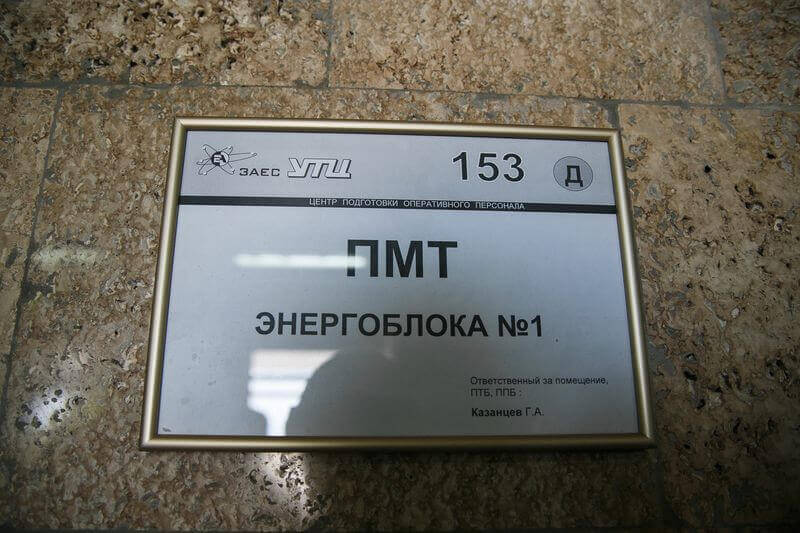 ЗАЕС УТЦ 153 Д
ЦЕНТР ПОДГОТОВКИ ОПЕРАТИВНОГО ПЕРСОНАЛА
ПМТ
ЭНЕРГОБЛОКА №1
Ответственный за помещение,
ПТБ, ППБ :
Казанцев Г.А.